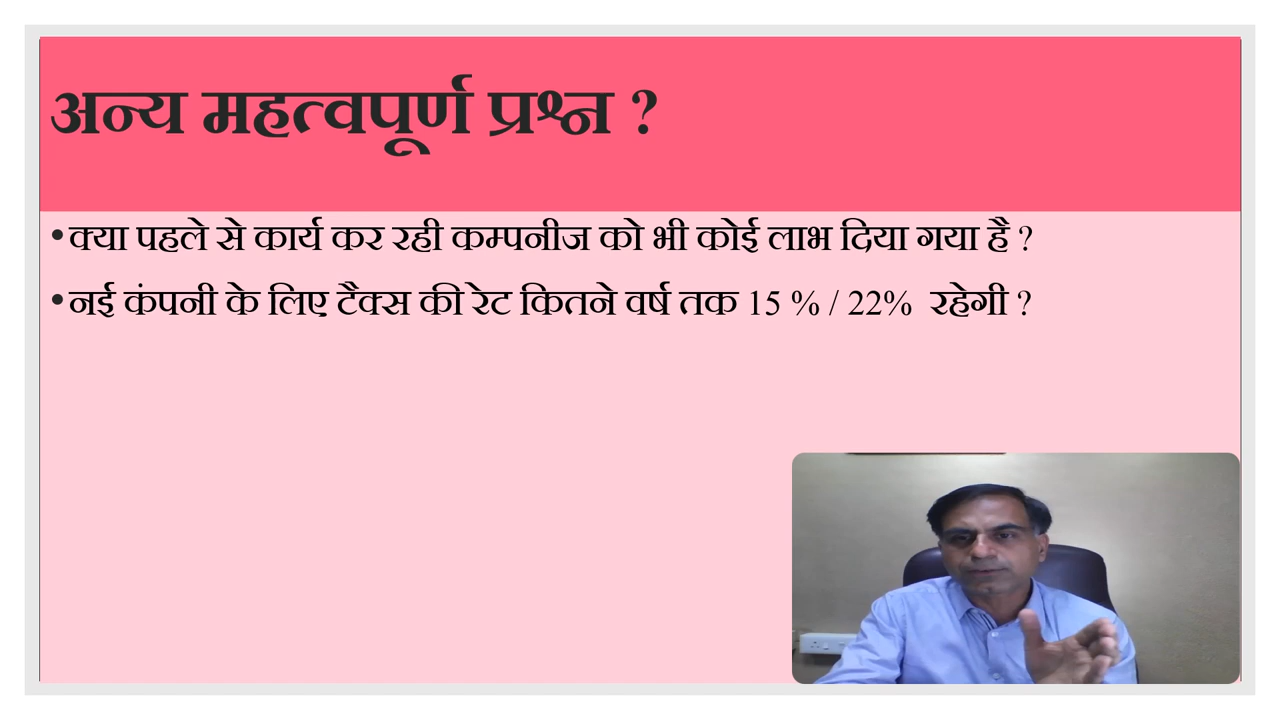 अन्य महत्वपूर्ण प्रश्न ?
•क्या पहले से कार्य कर रही कम्पनीज को भी कोई लाभ दिया गया है ?
•नई कंपनी के लिए टैक्स की रेट कितने वर्ष तक 15 % / 22% रहेगी ?